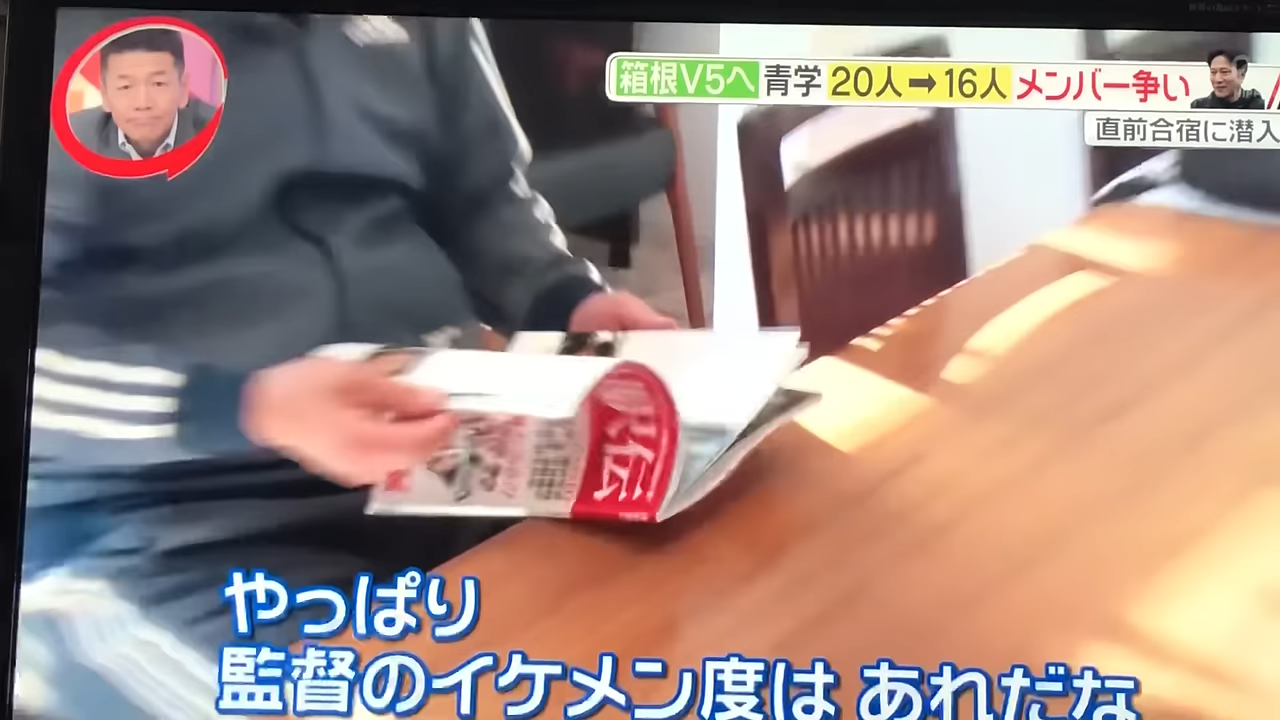 箱根V5へ 青学 20人➡16人 メンバー争い
直前合宿に潜入
伝
やっぱり
監督のイケメン度は あれだな